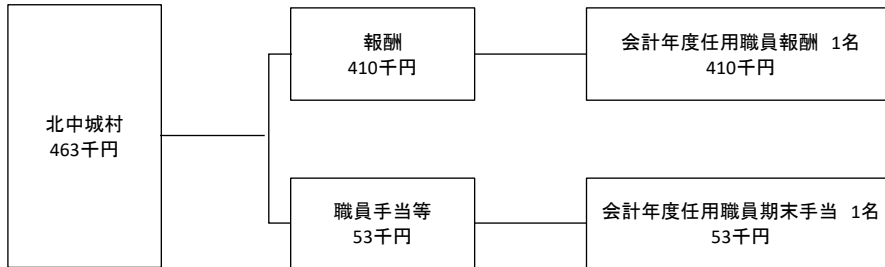 北中城村
463千円
報酬
410千円
会計年度任用職員報酬 1名
410千円
職員手当等
53千円
会計年度任用職員期末手当 1名
53千円